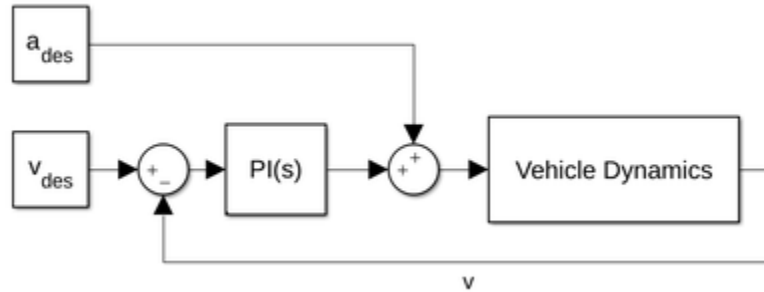 a_des
v_des
+
−
PI(s)
+
+
Vehicle Dynamics
v